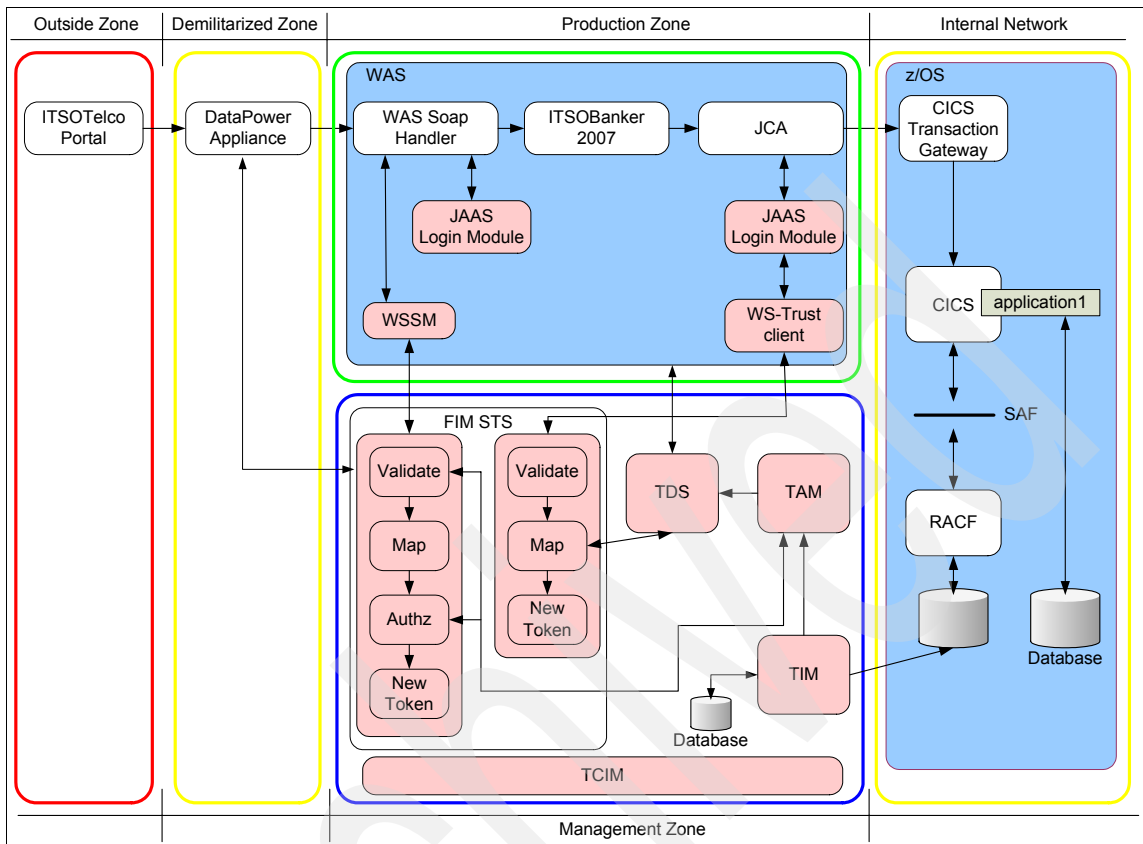 Outside Zone
Demilitarized Zone
Production Zone
Internal Network
WAS
z/OS
ITSOTelco
Portal
DataPower
Appliance
WAS Soap
Handler
ITSOBanker
2007
JCA
CICS
Transaction
Gateway
JAAS
Login Module
JAAS
Login Module
WSSM
WS-Trust
client
CICS
application1
SAF
FIM STS
Validate
Map
Authz
New
Token
Validate
Map
New
Token
TDS
TAM
RACF
TIM
Database
Database
TCIM
Management Zone